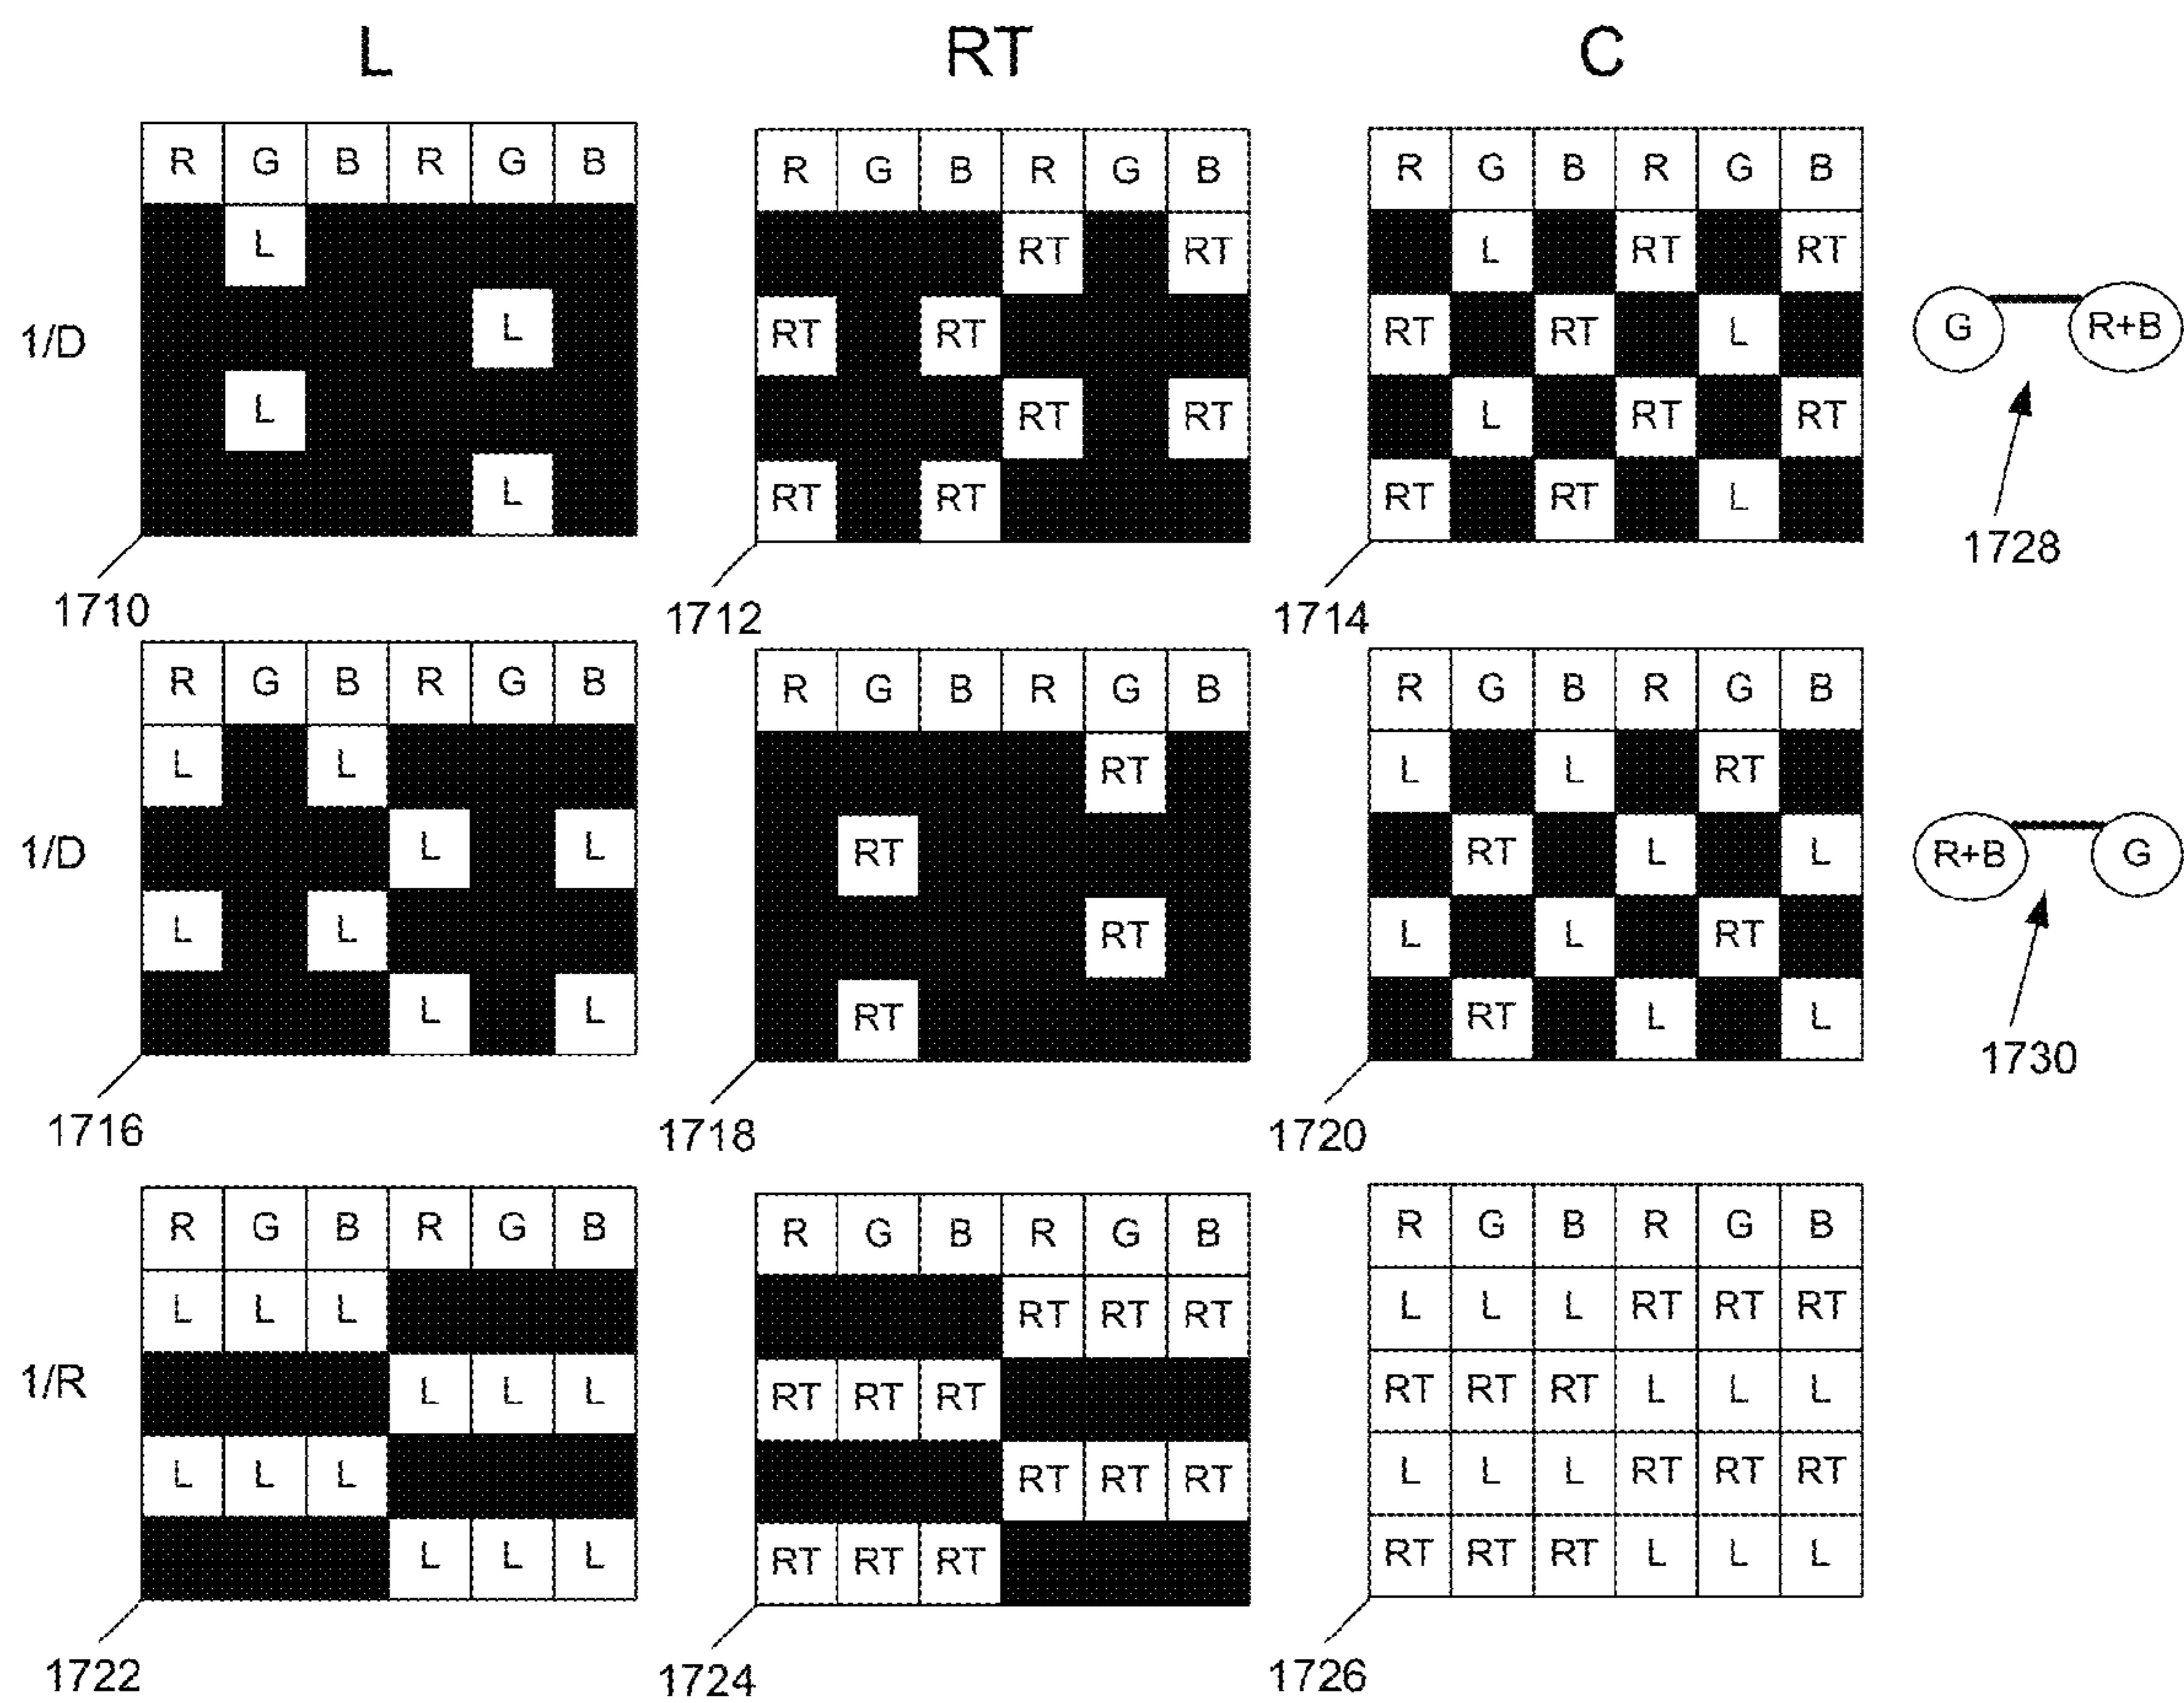 L RT C
R G B R G B R G B R G B R G B R G B
L RT RT L RT RT
1/D L RT RT RT RT L G R+B
L RT RT L RT RT
L RT RT RT RT L
1728
1710 1712 1714
R G B R G B R G B R G B R G B R G B
L L RT L L RT
1/D L L RT RT L L R+B G
L L RT L L RT
L L RT RT L L
1730
1716 1718 1720
R G B R G B R G B R G B R G B R G B
L L L RT RT RT L L L RT RT RT
1/R L L L RT RT RT RT RT RT L L L
L L L RT RT RT L L L RT RT RT
L L L RT RT RT RT RT RT L L L
1722 1724 1726